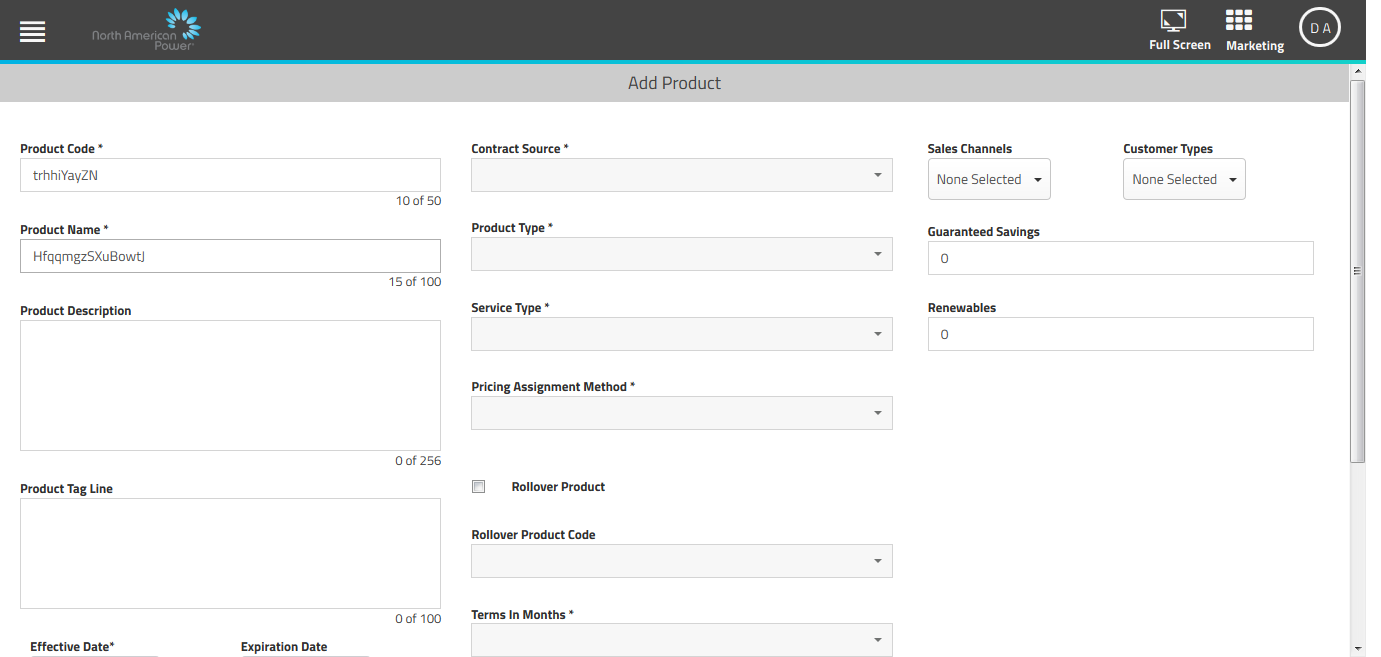 North American
Power
Full Screen
Marketing
D A
Add Product
Product Code *
trhhiYayZN
10 of 50
Product Name *
HfqqmgzSXuBowtJ
15 of 100
Product Description
0 of 256
Product Tag Line
0 of 100
Effective Date*
Expiration Date
Contract Source *
Product Type *
Service Type *
Pricing Assignment Method *
Rollover Product
Rollover Product Code
Terms In Months *
Sales Channels
None Selected
Customer Types
None Selected
Guaranteed Savings
0
Renewables
0